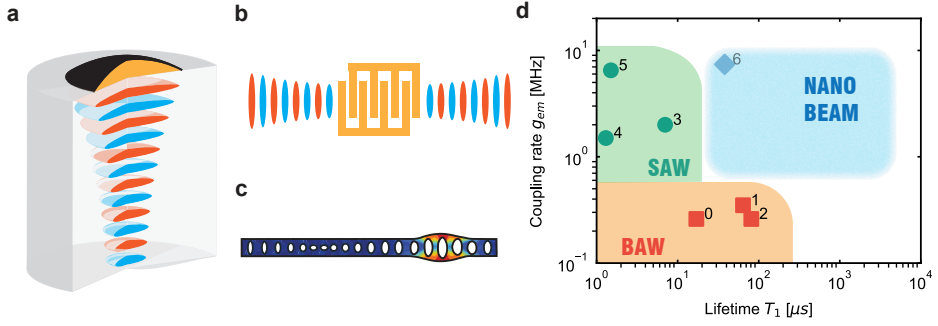 a
b
c
d
Coupling rate g_em [MHz]
10^1
10^0
10^-1
5
4
3
SAW
6
NANO
BEAM
0
1
2
BAW
10^0
10^1
10^2
10^3
10^4
Lifetime T_1 [μs]